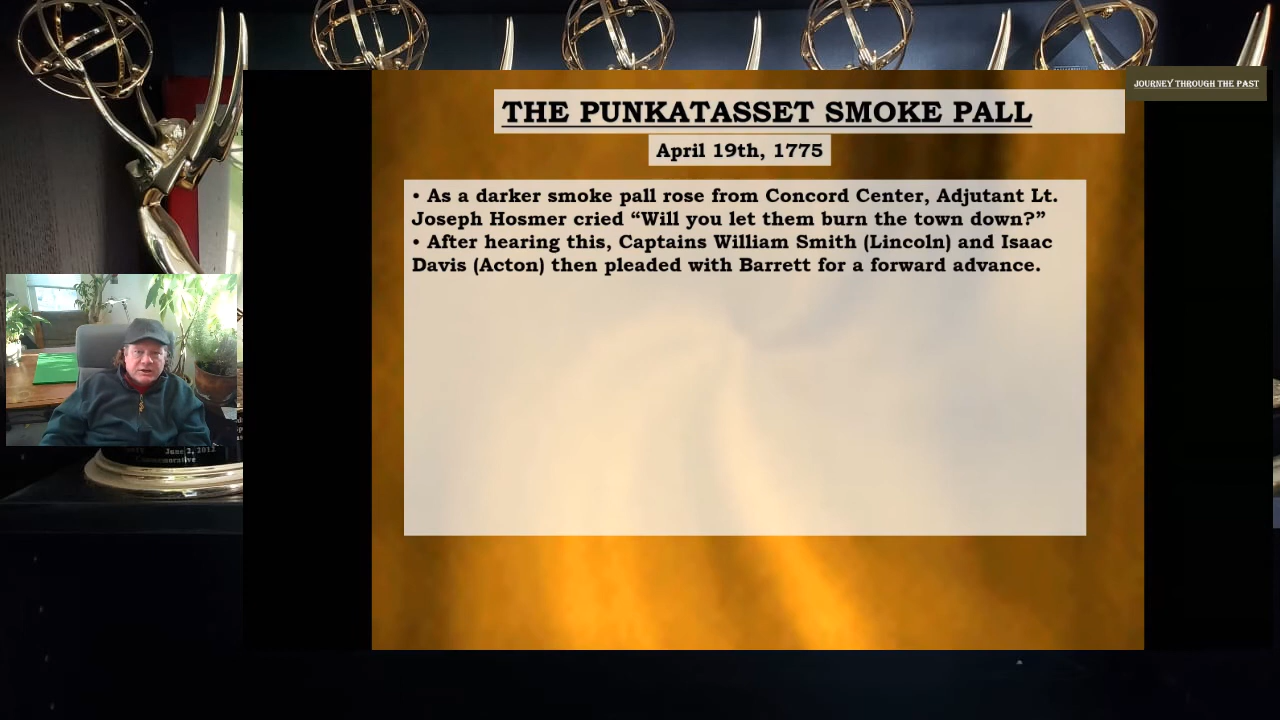 JOURNEY THROUGH THE PAST
THE PUNKATASSET SMOKE PALL
April 19th, 1775
• As a darker smoke pall rose from Concord Center, Adjutant Lt.
Joseph Hosmer cried “Will you let them burn the town down?”
• After hearing this, Captains William Smith (Lincoln) and Isaac
Davis (Acton) then pleaded with Barrett for a forward advance.
June 2, 2012
Commemorative